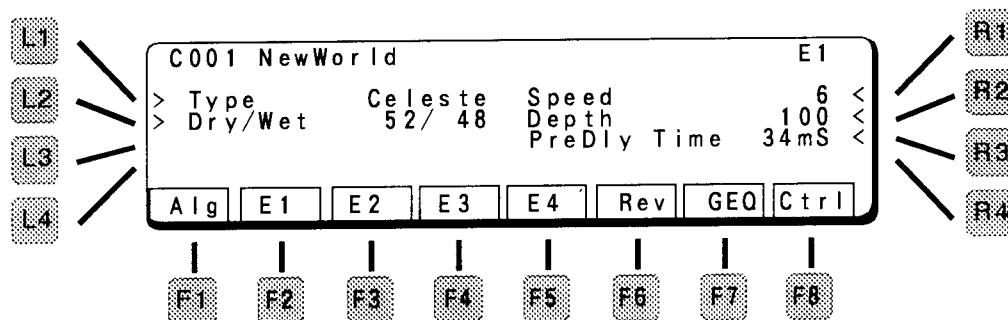 L1
L2
L3
L4
C001 NewWorld E1
> Type Celeste Speed 6 <
> Dry/Wet 52/ 48 Depth 100 <
PreDly Time 34mS <
Alg E1 E2 E3 E4 Rev GEQ Ctrl
R1
R2
R3
R4
F1 F2 F3 F4 F5 F6 F7 F8